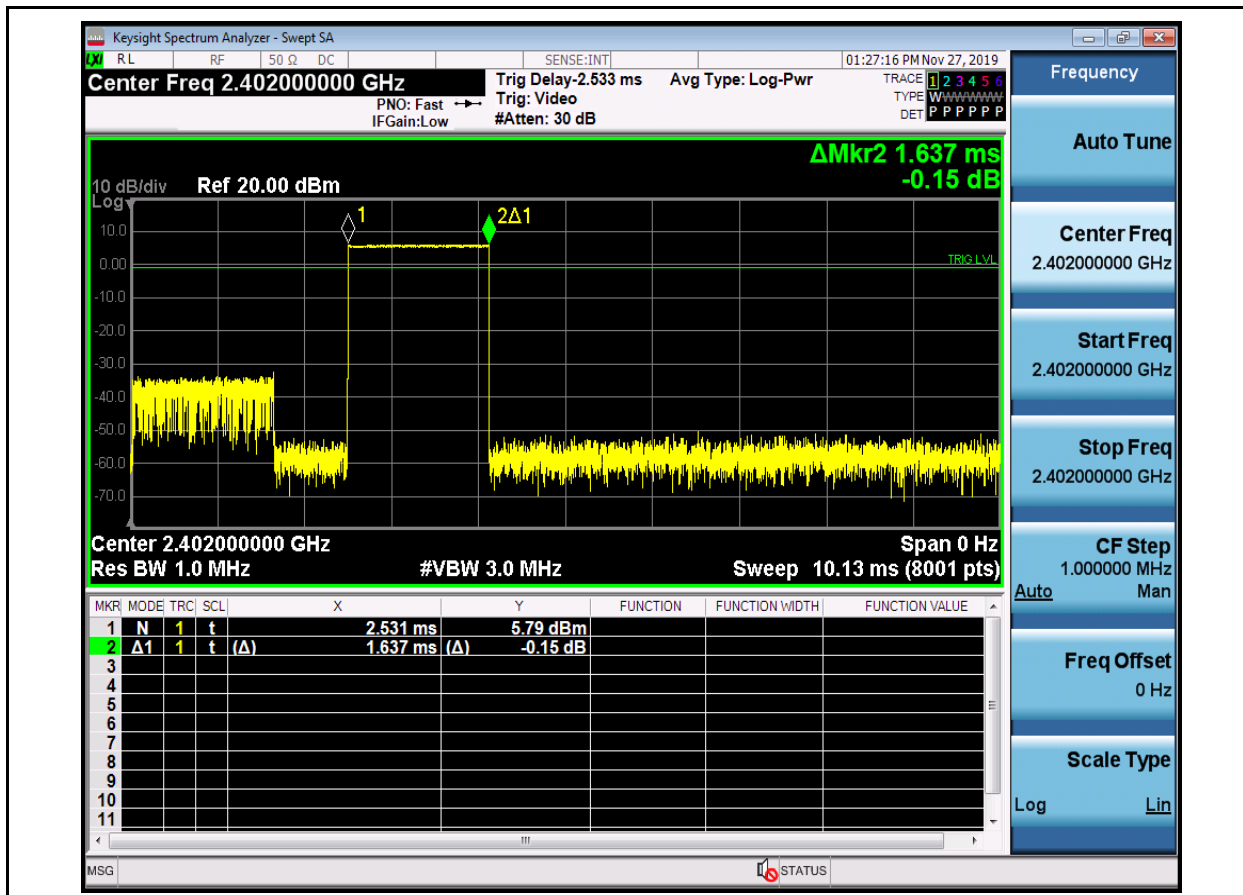 Keysight Spectrum Analyzer - Swept SA
LXI RL RF 50 Ω DC SENSE:INT 01:27:16 PM Nov 27, 2019
Center Freq 2.402000000 GHz
PNO: Fast
IFGain:Low
Trig Delay-2.533 ms
Trig: Video
#Atten: 30 dB
Avg Type: Log-Pwr
TRACE 1 2 3 4 5 6
TYPE WWWWWW
DET P P P P P P
ΔMkr2 1.637 ms
-0.15 dB
10 dB/div Ref 20.00 dBm
Log
1
2Δ1
10.0
0.00
TRIG LVL
-10.0
-20.0
-30.0
-40.0
-50.0
-60.0
-70.0
Center 2.402000000 GHz Span 0 Hz
Res BW 1.0 MHz #VBW 3.0 MHz Sweep 10.13 ms (8001 pts)
MKR MODE TRC SCL X Y FUNCTION FUNCTION WIDTH FUNCTION VALUE
1 N 1 t 2.531 ms 5.79 dBm
2 Δ1 1 t (Δ) 1.637 ms (Δ) -0.15 dB
3
4
5
6
7
8
9
10
11
MSG STATUS
Frequency
Auto Tune
Center Freq
2.402000000 GHz
Start Freq
2.402000000 GHz
Stop Freq
2.402000000 GHz
CF Step
1.000000 MHz
Auto Man
Freq Offset
0 Hz
Scale Type
Log Lin